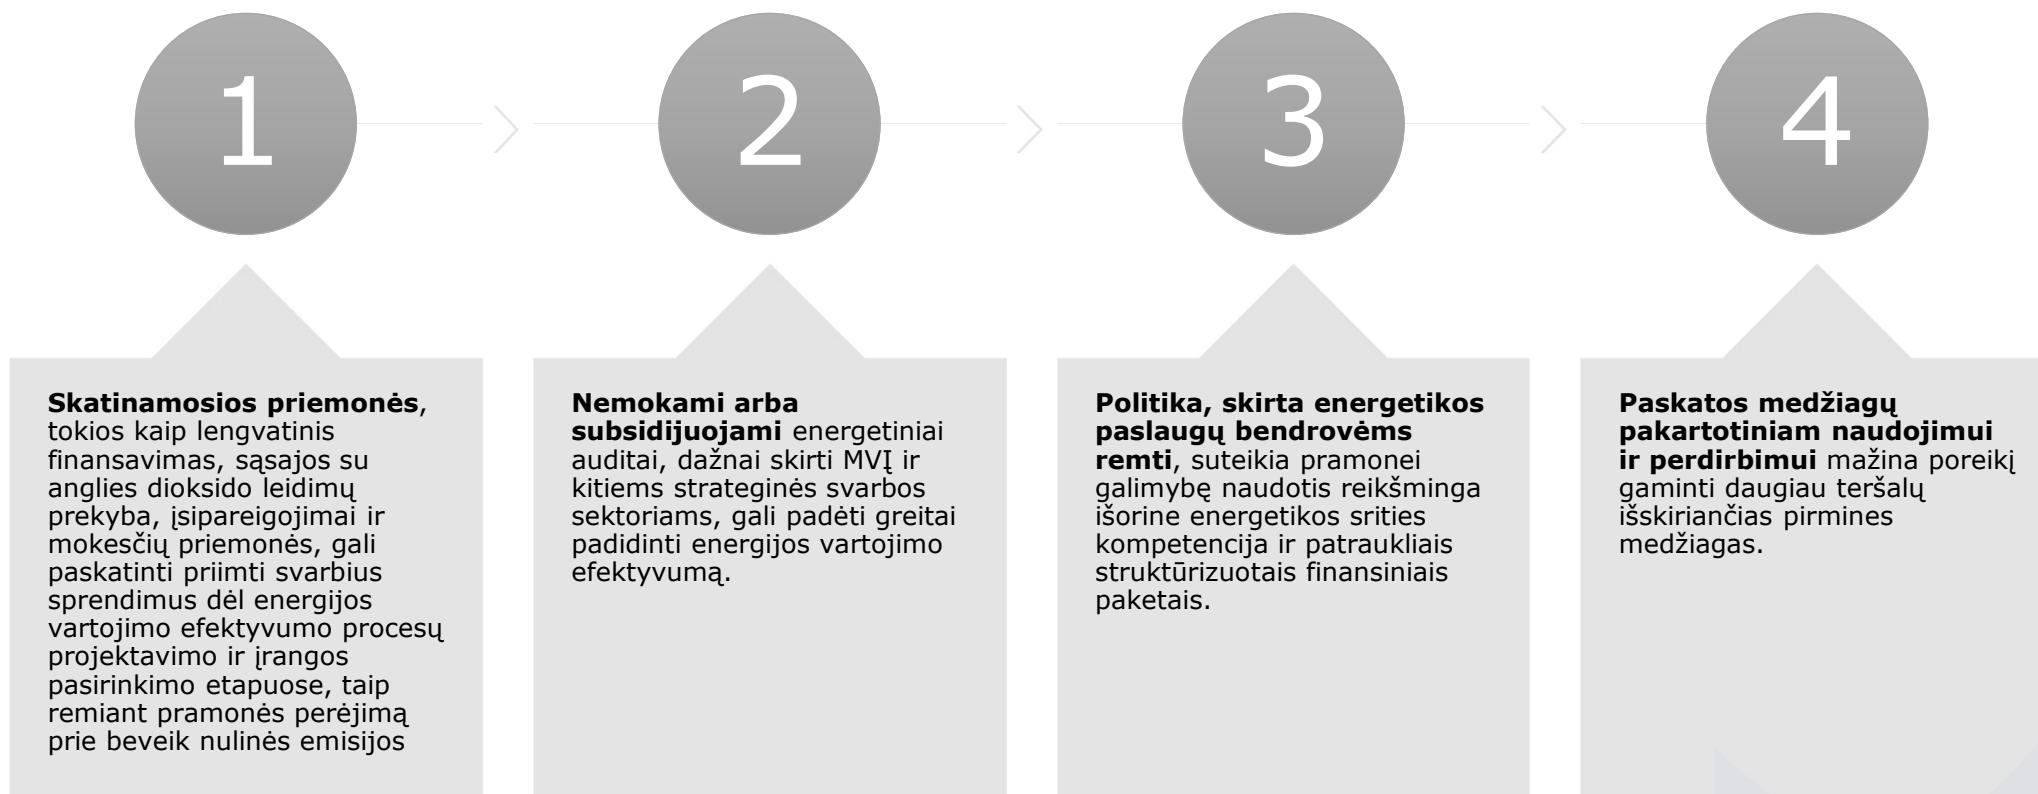 1
2
3
4
Skatinamosios priemonės,
tokios kaip lengvatinis
finansavimas, sąsajos su
anglies dioksido leidimų
prekyba, įsipareigojimai ir
mokesčių priemonės, gali
paskatinti priimti svarbius
sprendimus dėl energijos
vartojimo efektyvumo procesų
projektavimo ir įrangos
pasirinkimo etapuose, taip
remiant pramonės perėjimą
prie beveik nulinės emisijos
Nemokami arba
subsidijuojami energetiniai
auditai, dažnai skirti MVĮ ir
kitiems strateginės svarbos
sektoriams, gali padėti greitai
padidinti energijos vartojimo
efektyvumą.
Politika, skirta energetikos
paslaugų bendrovėms
remti, suteikia pramonei
galimybę naudotis reikšminga
išorine energetikos srities
kompetencija ir patraukliais
struktūrizuotais finansiniais
paketais.
Paskatos medžiagų
pakartotiniam naudojimui
ir perdirbimui mažina poreikį
gaminti daugiau teršalų
išskiriančias pirmines
medžiagas.